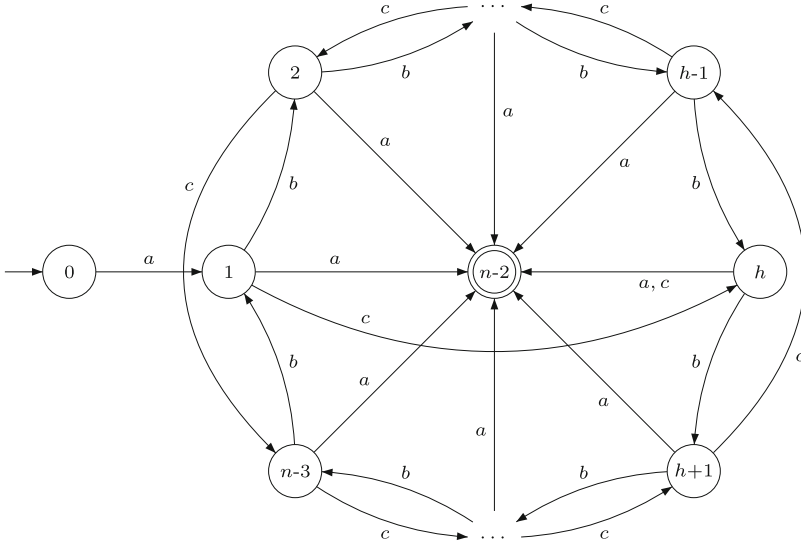 c ... c
2 b b h-1
a a a
c b b
0 a 1 a n-2 a, c h
c
b a a b c
a
n-3 b b h+1
c ... c